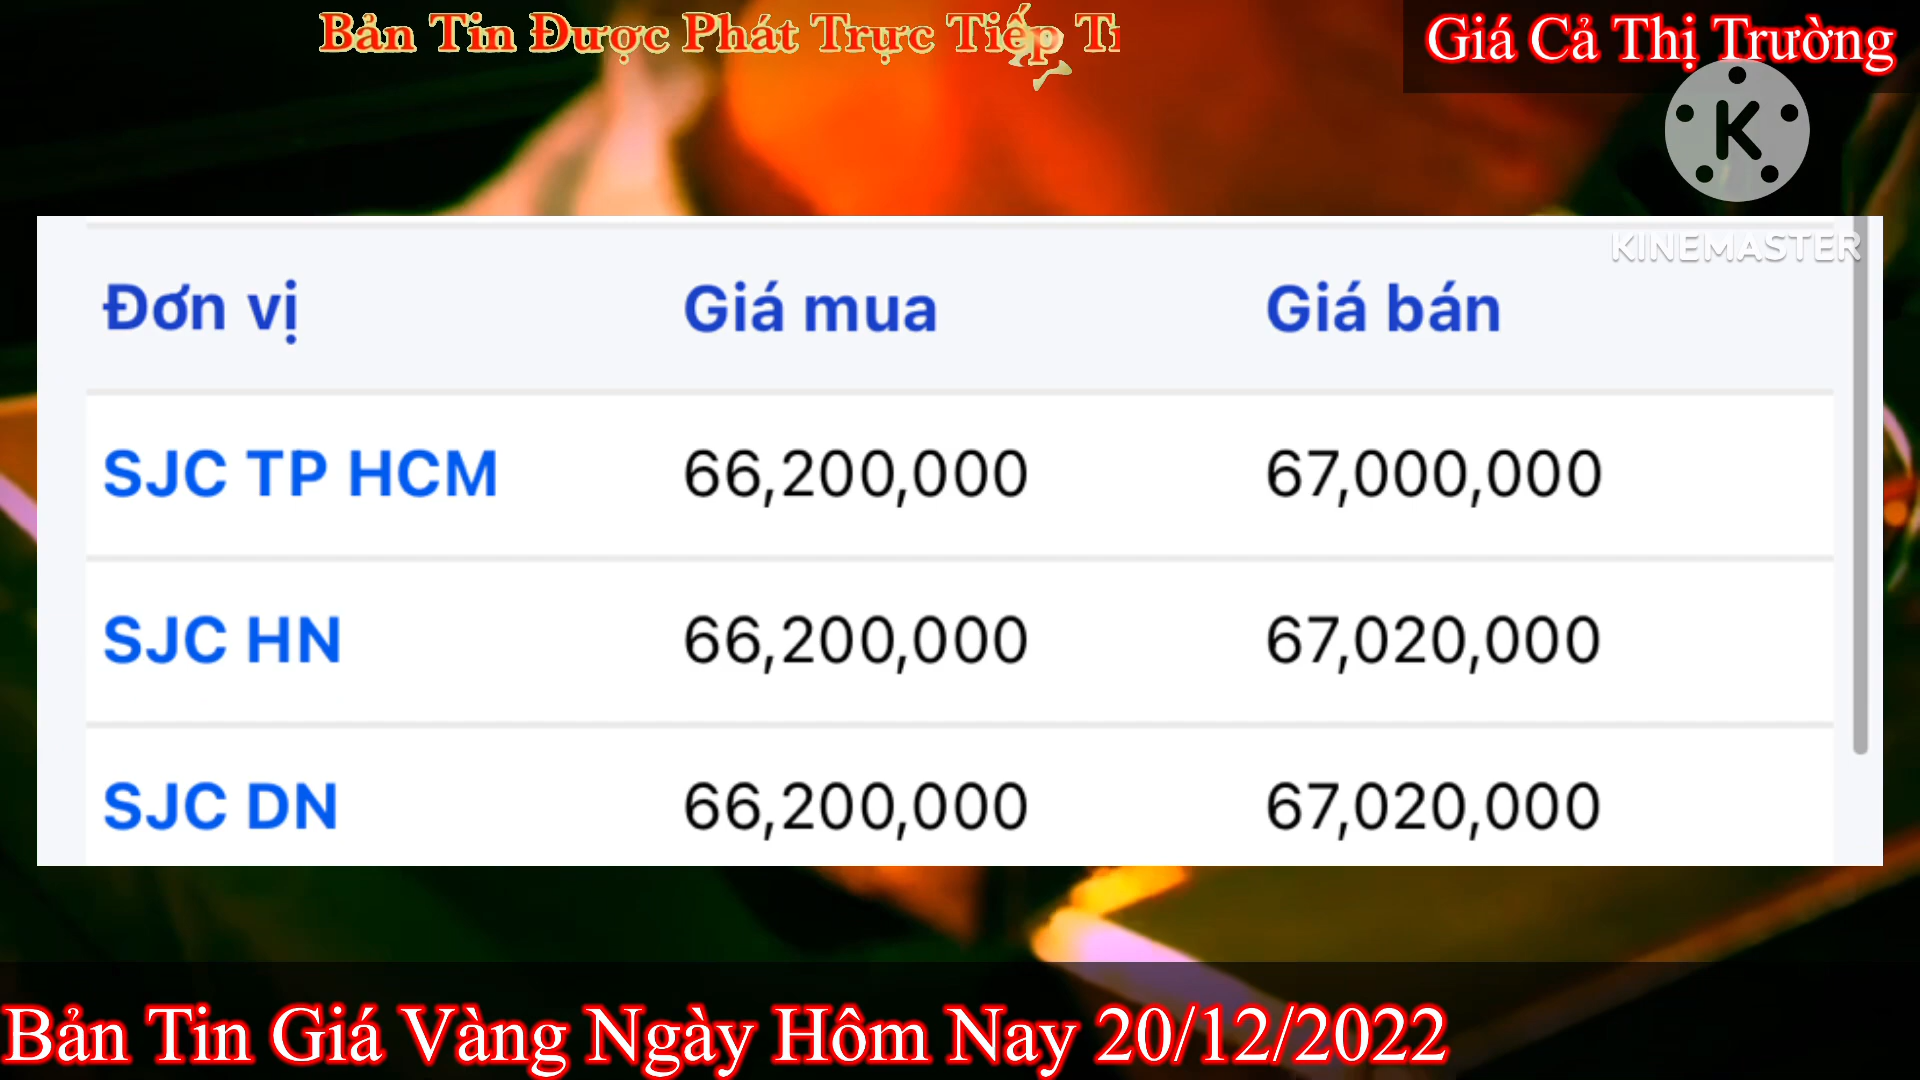 Bản Tin Được Phát Trực Tiếp
Giá Cả Thị Trường
K
KINEMASTER
Đơn vị Giá mua Giá bán
SJC TP HCM 66,200,000 67,000,000
SJC HN 66,200,000 67,020,000
SJC DN 66,200,000 67,020,000
Bản Tin Giá Vàng Ngày Hôm Nay 20/12/2022